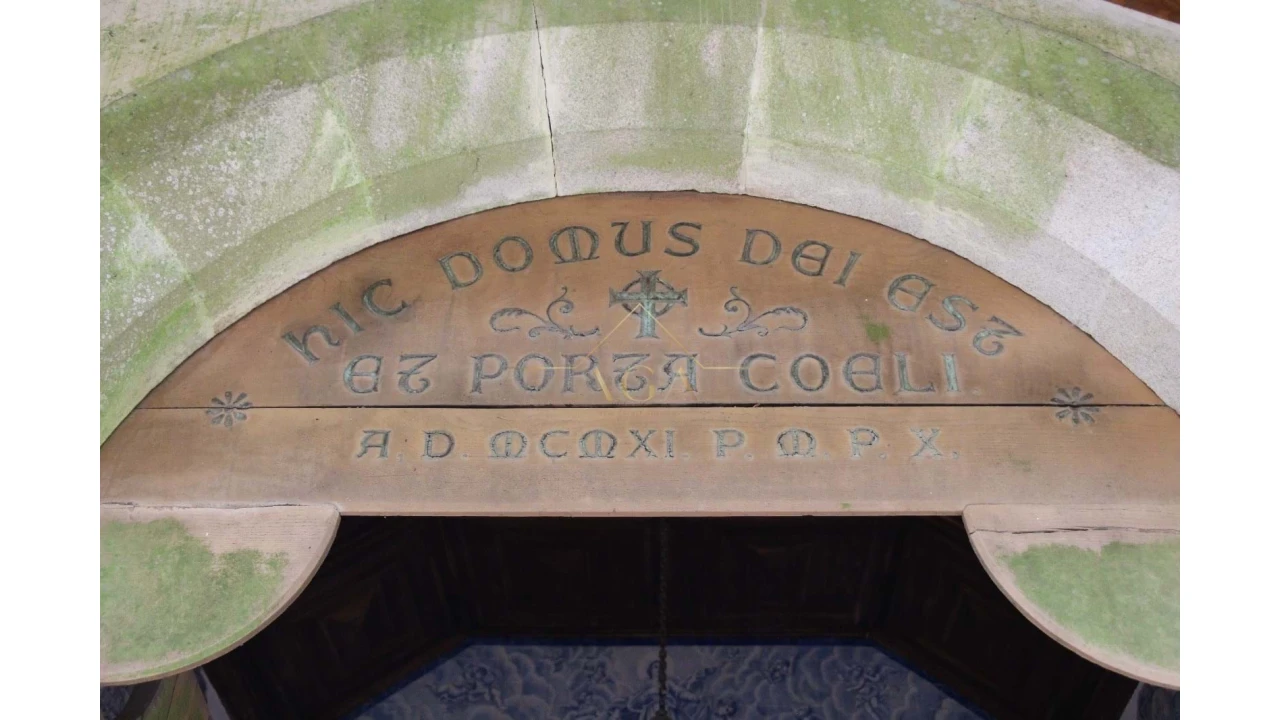 HIC DOMUS DEI EST
ET PORTA COELI
A. D. MCMXI. P. M. P. X.